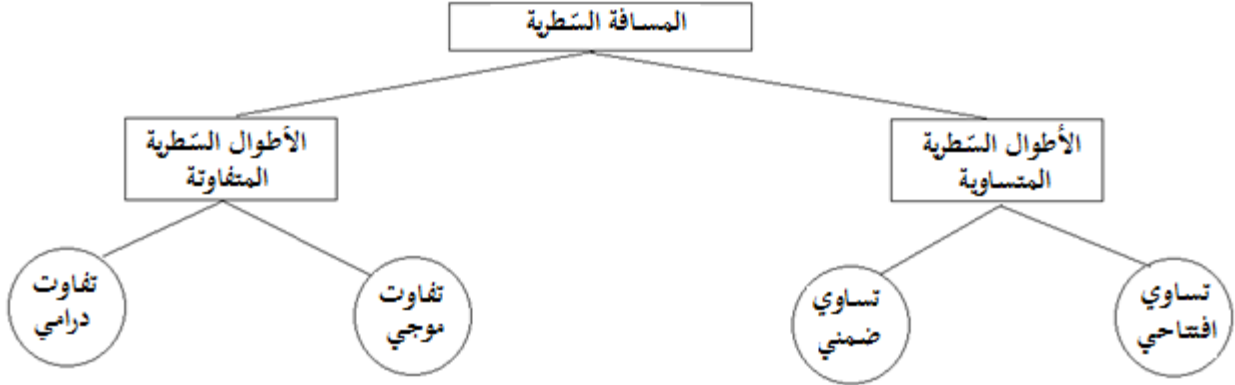 المسافة السّطرية
الأطوال السّطرية
المتساوية
الأطوال السّطرية
المتفاوتة
تساوي
افتتاحي
تساوي
ضمني
تفاوت
موجي
تفاوت
درامي